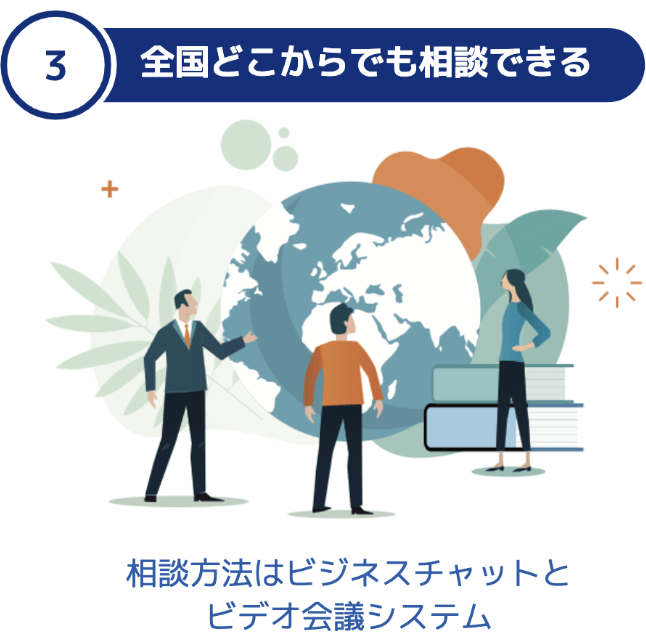 3
全国どこからでも相談できる
相談方法はビジネスチャットと
ビデオ会議システム